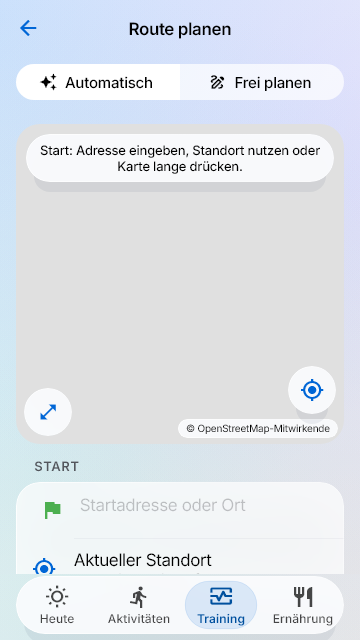 Route planen
Automatisch
Frei planen
Start: Adresse eingeben, Standort nutzen oder
Karte lange drücken.
© OpenStreetMap-Mitwirkende
START
Startadresse oder Ort
Aktueller Standort
Heute
Aktivitäten
Training
Ernährung